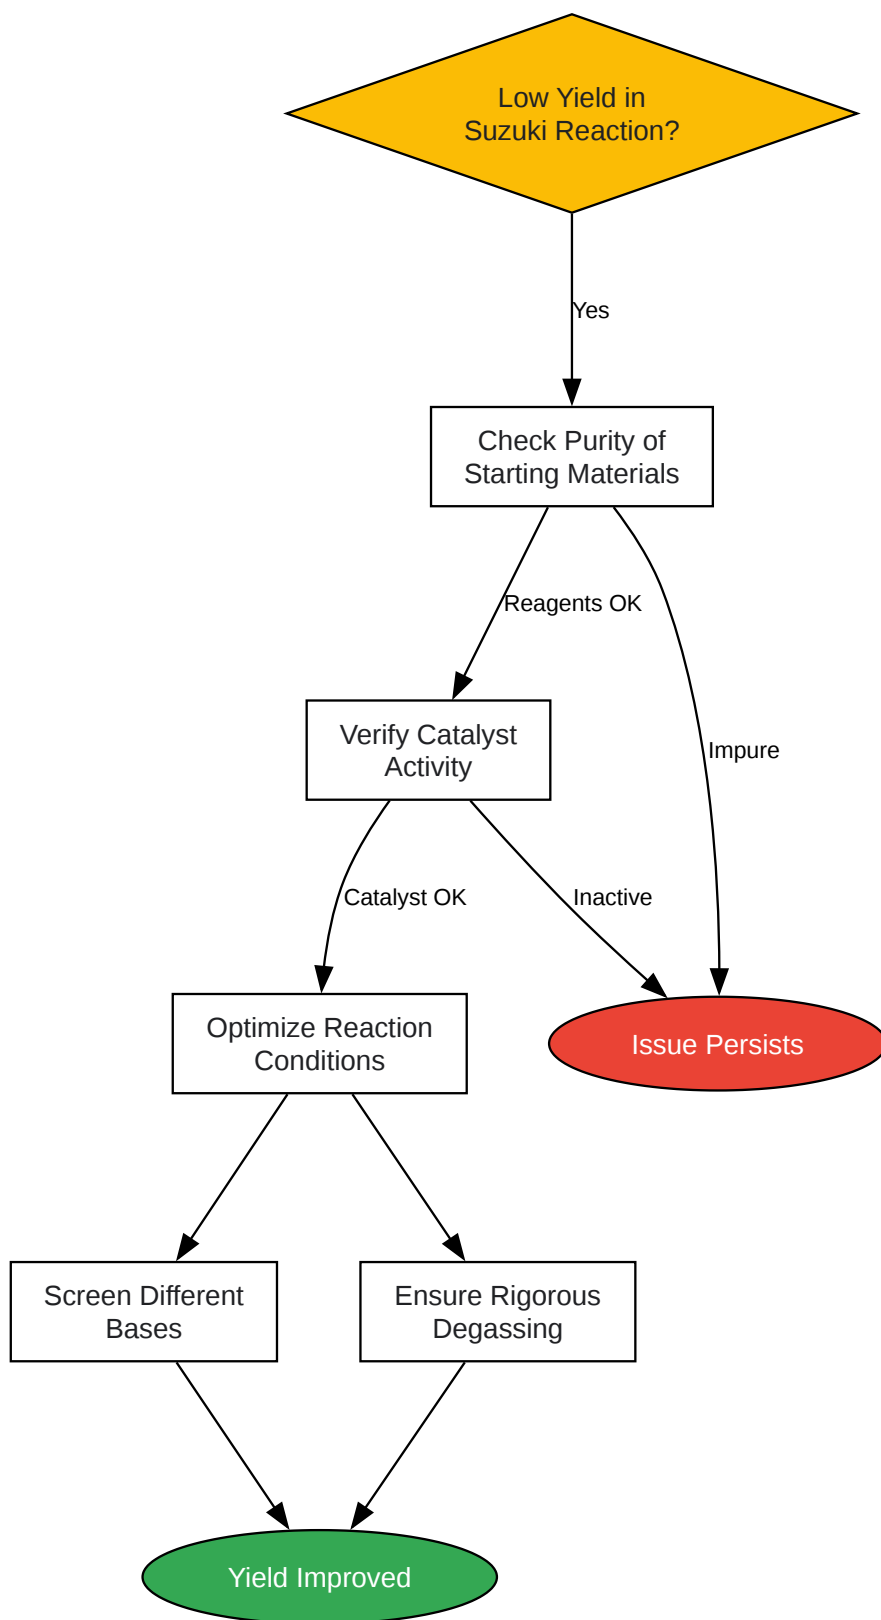 Low Yield in
Suzuki Reaction?
Yes
Check Purity of
Starting Materials
Reagents OK
Verify Catalyst
Activity
Impure
Catalyst OK
Inactive
Optimize Reaction
Conditions
Issue Persists
Screen Different
Bases
Ensure Rigorous
Degassing
Yield Improved